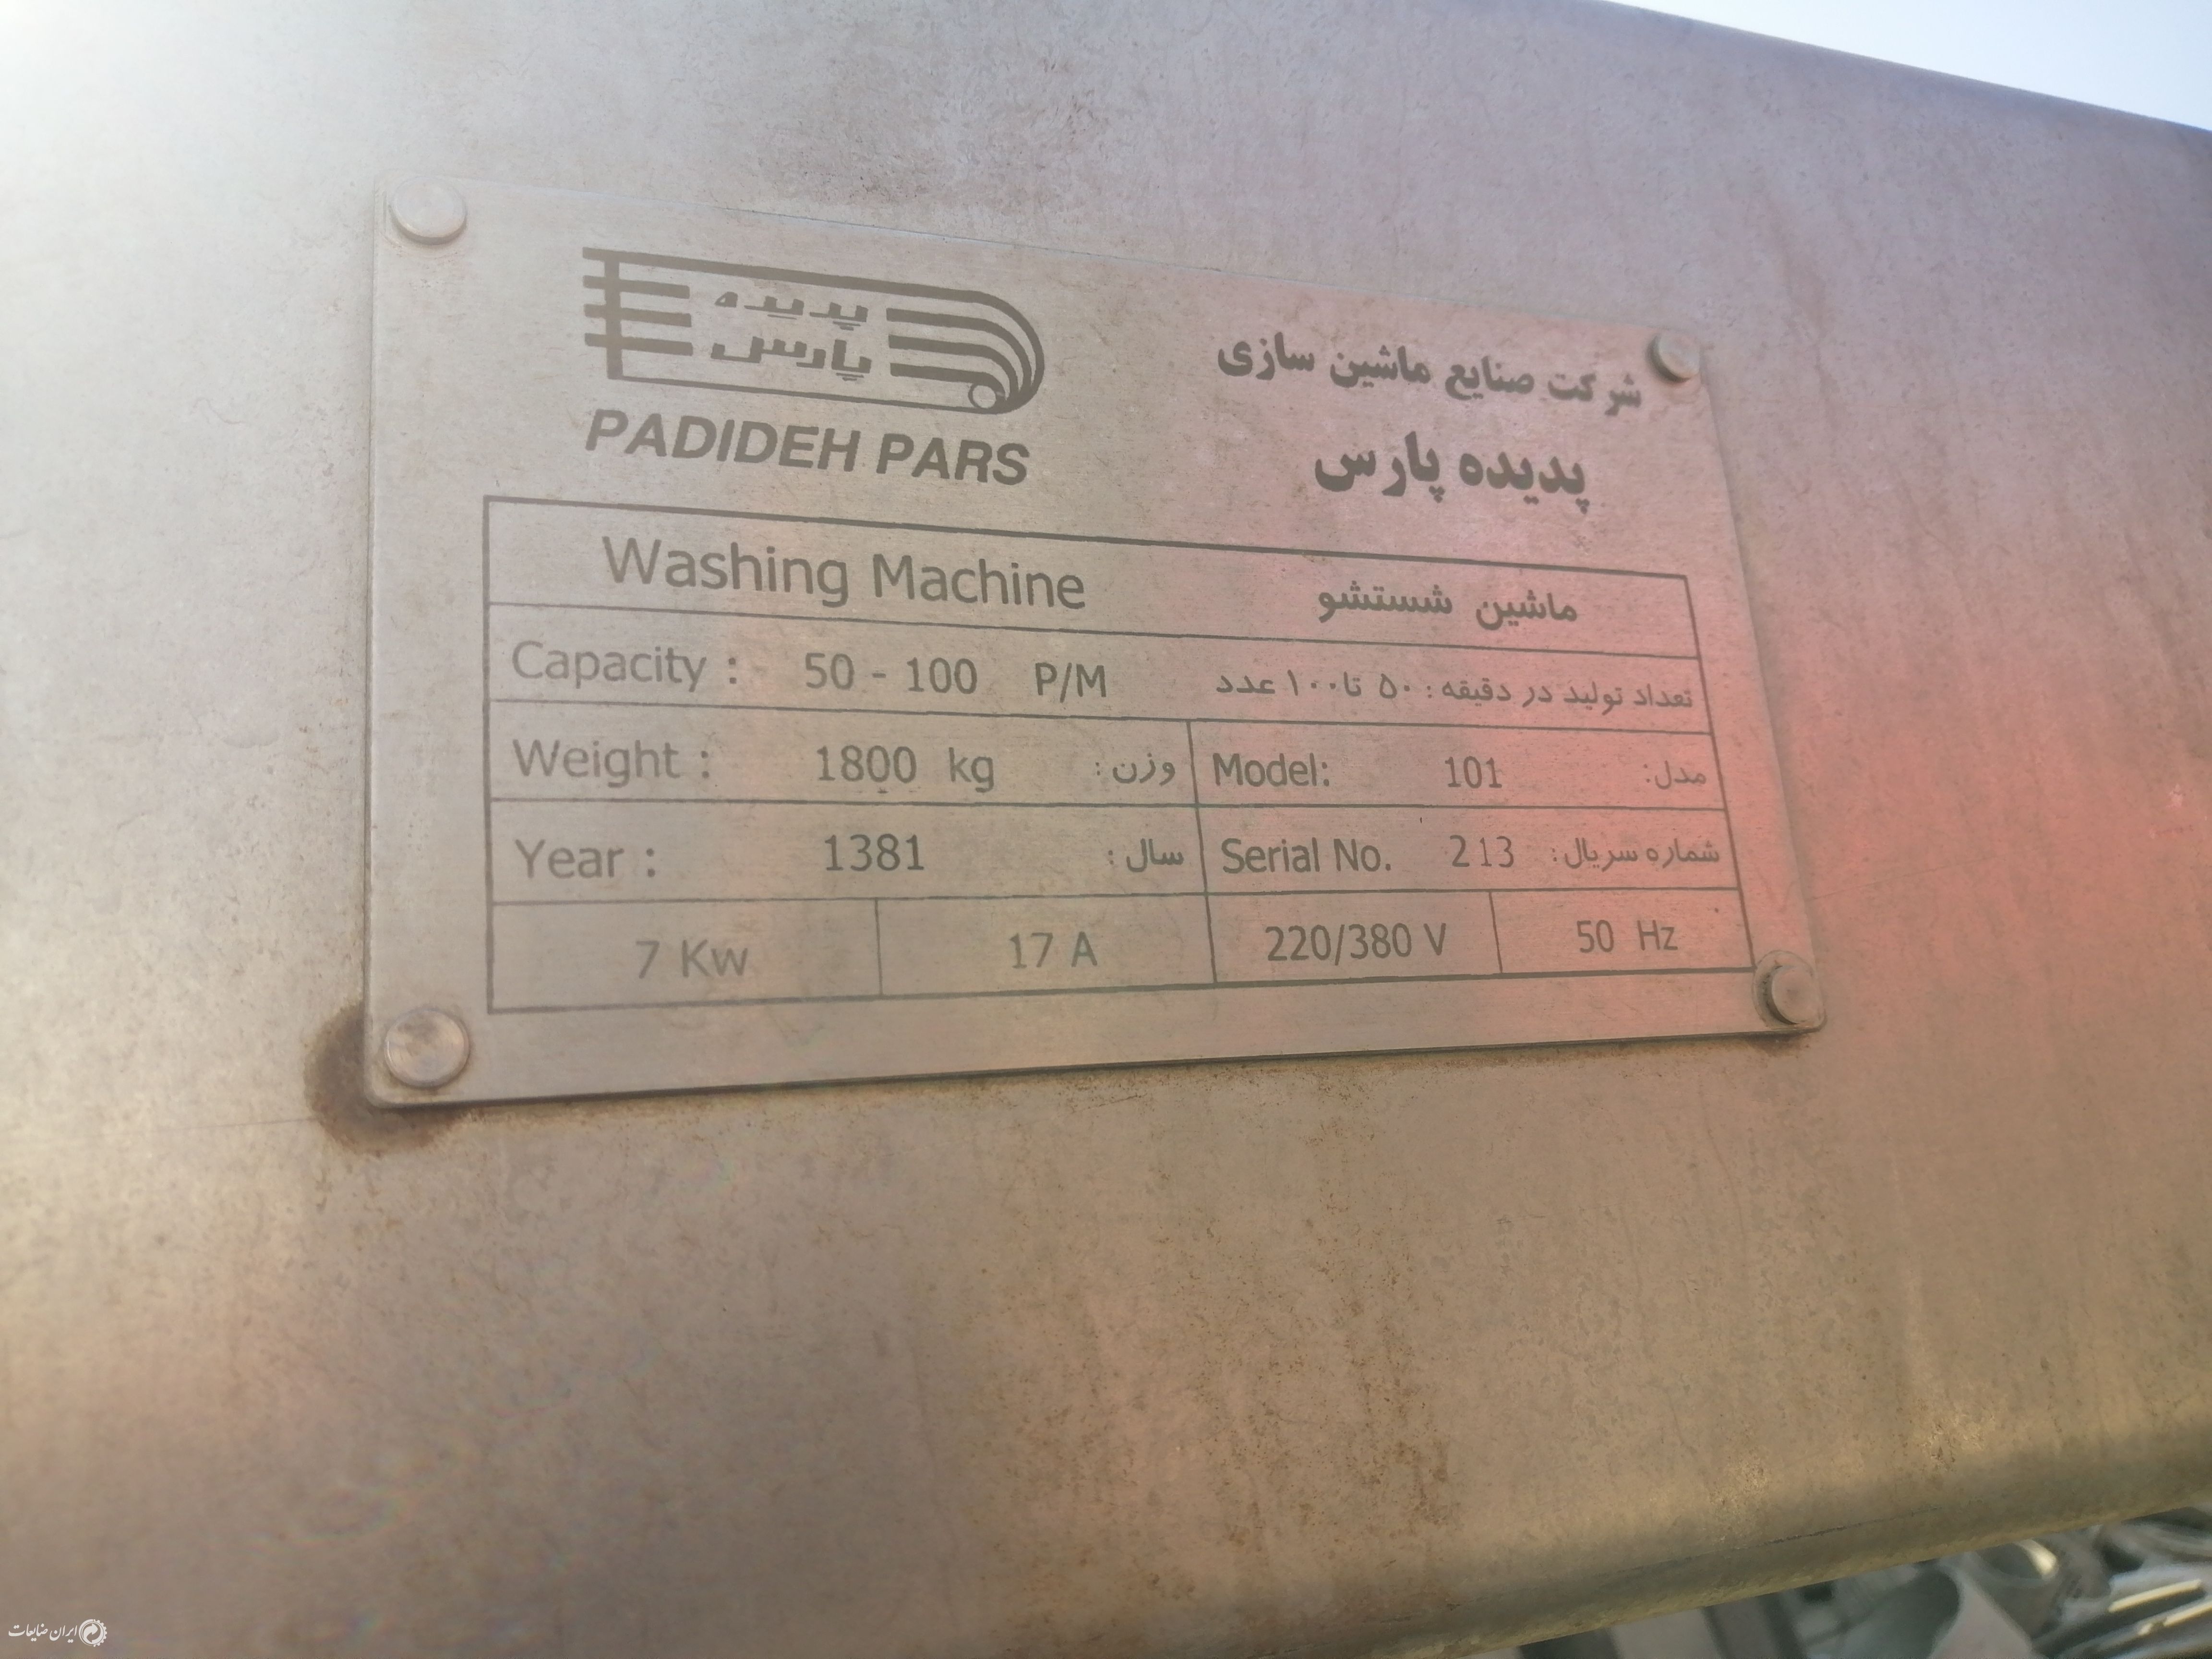 پدیده
پارس
PADIDEH PARS
شرکت صنایع ماشین سازی
پدیده پارس
Washing Machine ماشین شستشو
Capacity : 50 - 100 P/M تعداد تولید در دقیقه : ۵۰ تا ۱۰۰ عدد
Weight : 1800 kg وزن : Model: 101 مدل:
Year : 1381 سال : Serial No. 213 شماره سریال:
7 Kw 17 A 220/380 V 50 Hz
ایران ضایعات